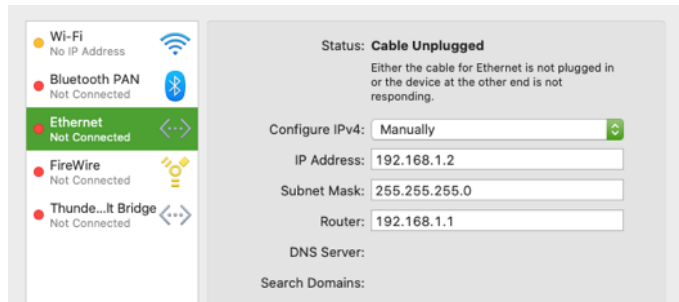 Wi-Fi
No IP Address
Bluetooth PAN
Not Connected
Ethernet
Not Connected
FireWire
Not Connected
Thunde...lt Bridge
Not Connected
Status: Cable Unplugged
Either the cable for Ethernet is not plugged in
or the device at the other end is not
responding.
Configure IPv4: Manually
IP Address: 192.168.1.2
Subnet Mask: 255.255.255.0
Router: 192.168.1.1
DNS Server:
Search Domains: